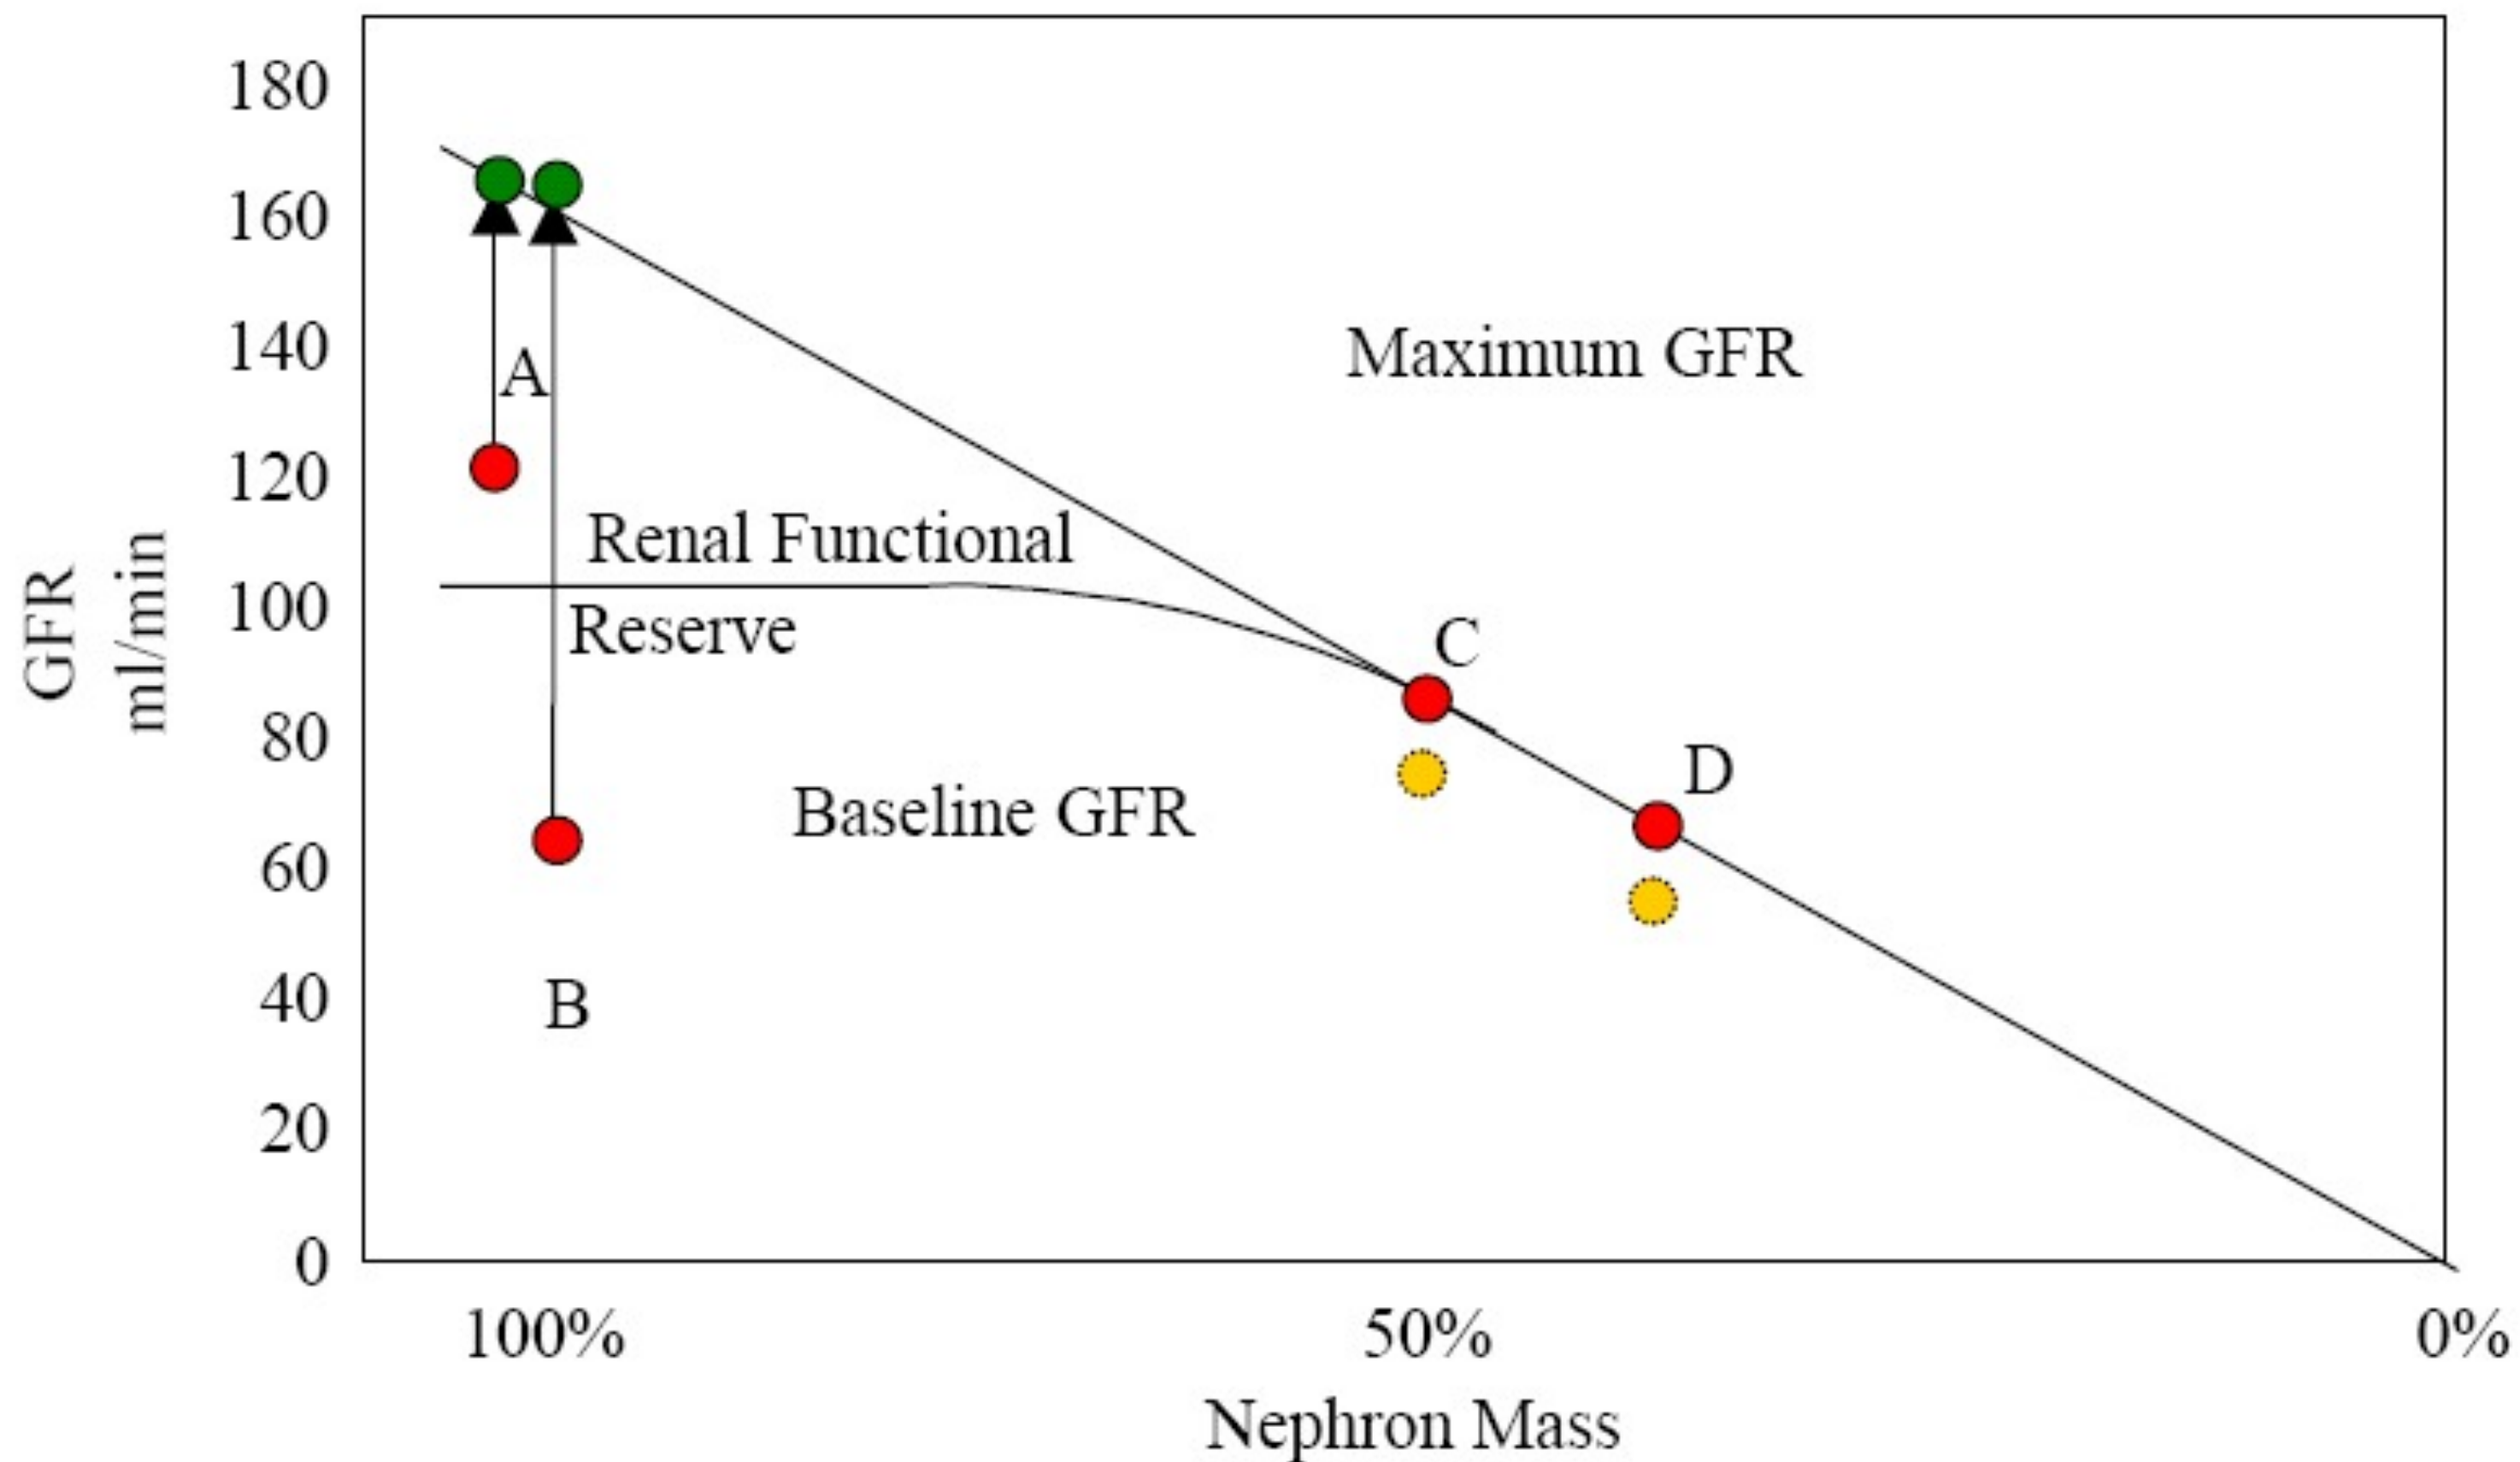 180
160
140
120
100
80
60
40
20
0
GFR
ml/min
A
Maximum GFR
Renal Functional
Reserve
C
D
Baseline GFR
B
100%
50%
0%
Nephron Mass